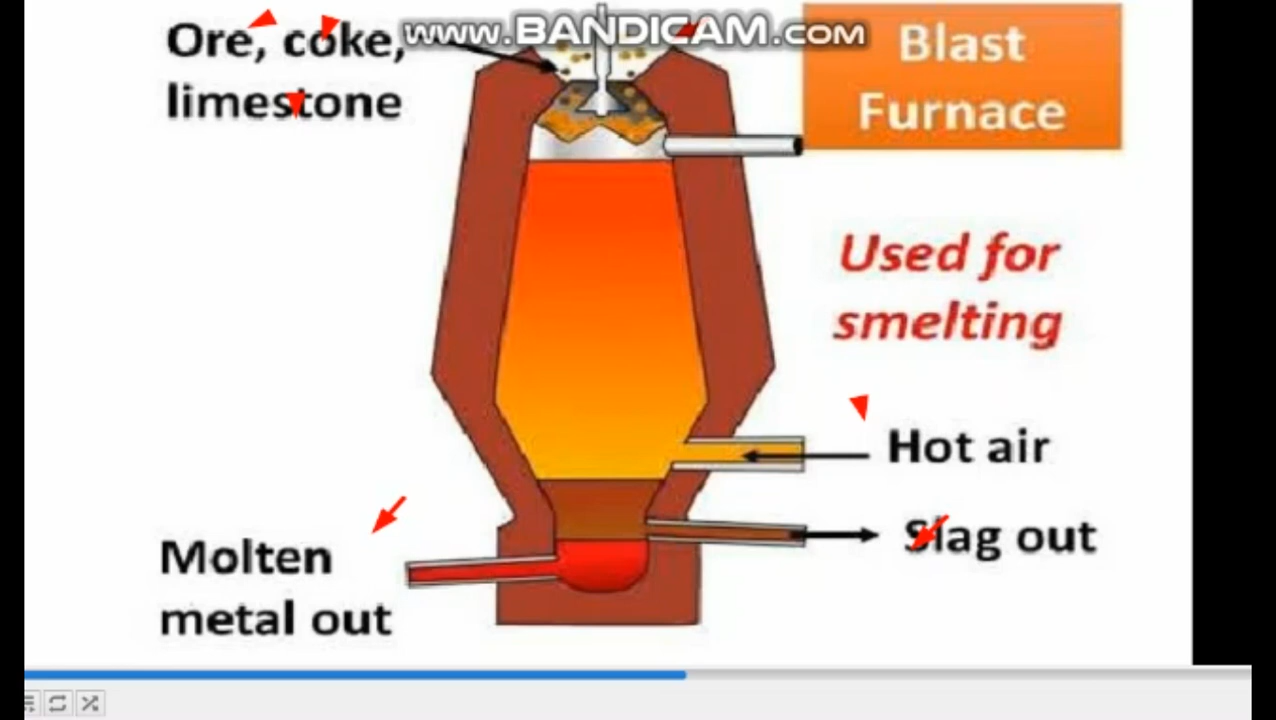 www.BANDICAM.com
Ore, coke,
limestone
Blast
Furnace
Used for
smelting
Hot air
Slag out
Molten
metal out